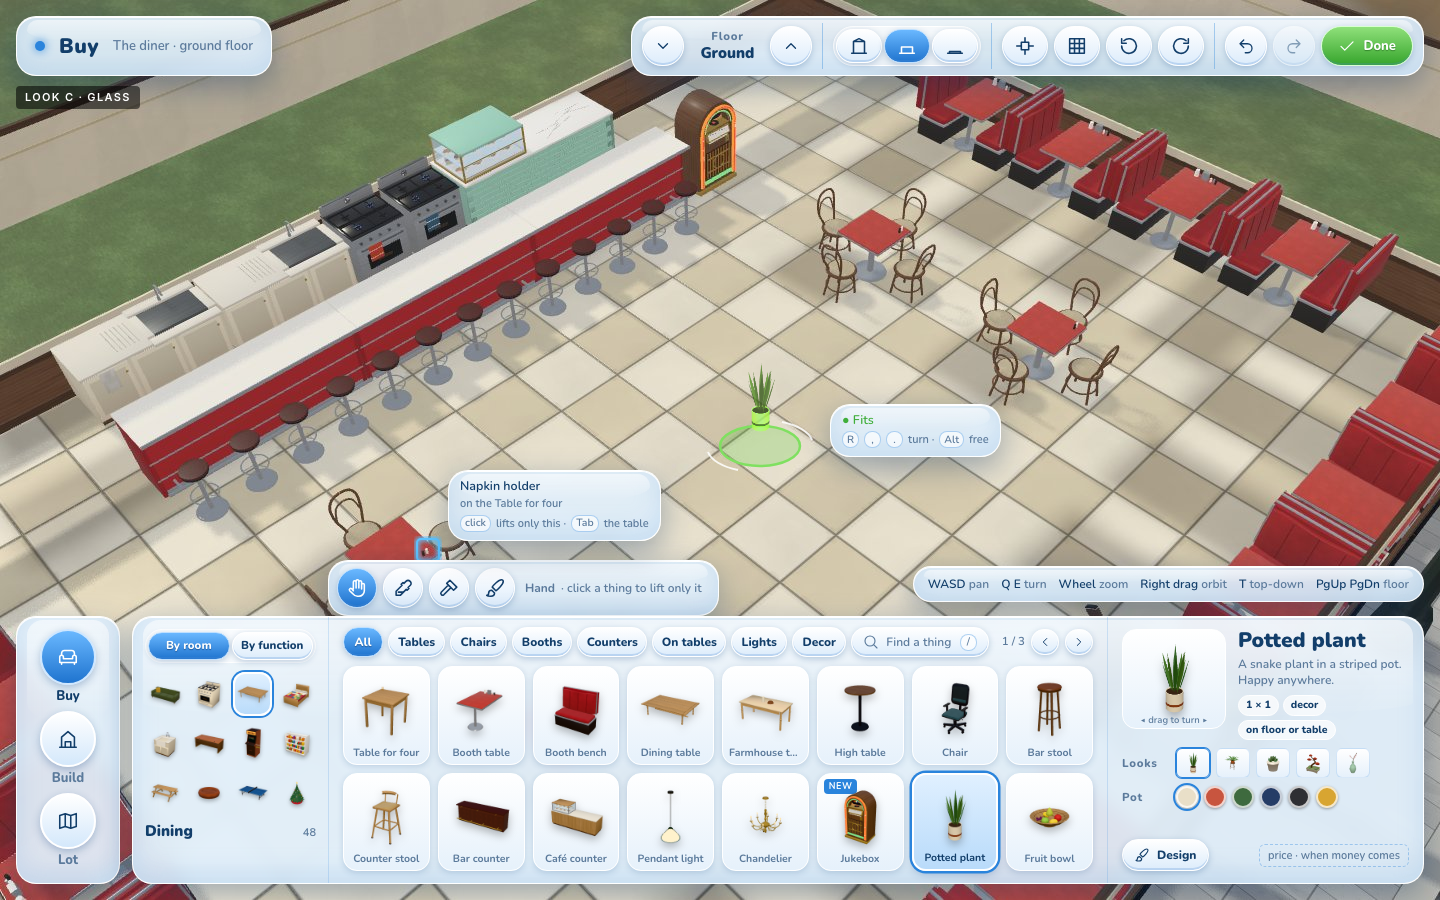 Buy The diner · ground floor
LOOK C · GLASS
Floor
Ground
Done
Fits
R , . turn · Alt free
Napkin holder
on the Table for four
click lifts only this · Tab the table
Hand · click a thing to lift only it
WASD pan Q E turn Wheel zoom Right drag orbit T top-down PgUp PgDn floor
Buy
Build
Lot
By room By function
Dining 48
All Tables Chairs Booths Counters On tables Lights Decor Find a thing / 1 / 3
Table for four Booth table Booth bench Dining table Farmhouse t... High table Chair Bar stool
NEW
Counter stool Bar counter Café counter Pendant light Chandelier Jukebox Potted plant Fruit bowl
◂ drag to turn ▸
Potted plant
A snake plant in a striped pot.
Happy anywhere.
1 × 1 decor
on floor or table
Looks
Pot
Design
price · when money comes